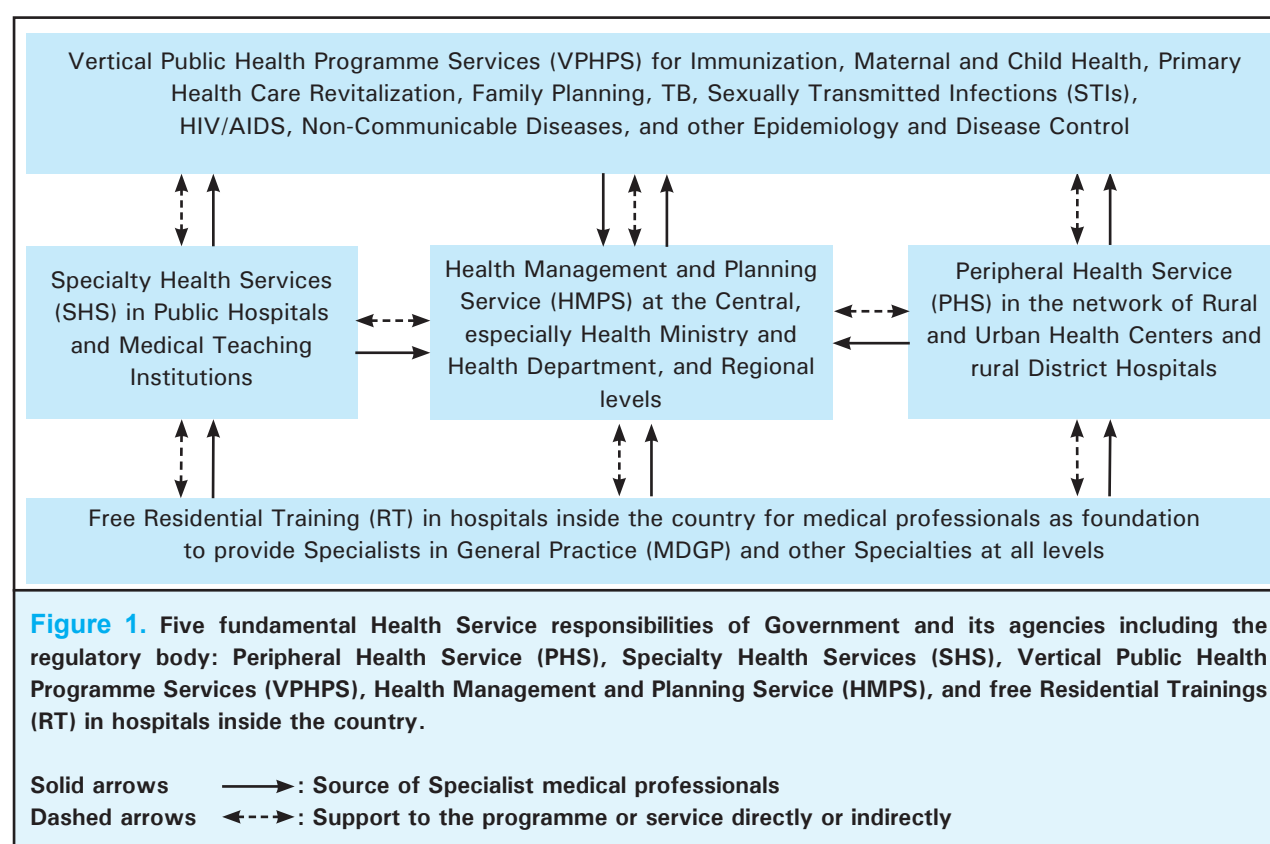 Vertical Public Health Programme Services (VPHPS) for Immunization, Maternal and Child Health, Primary
Health Care Revitalization, Family Planning, TB, Sexually Transmitted Infections (STIs),
HIV/AIDS, Non-Communicable Diseases, and other Epidemiology and Disease Control
Specialty Health Services
(SHS) in Public Hospitals
and Medical Teaching
Institutions
Health Management and Planning
Service (HMPS) at the Central,
especially Health Ministry and
Health Department, and Regional
levels
Peripheral Health Service
(PHS) in the network of Rural
and Urban Health Centers and
rural District Hospitals
Free Residential Training (RT) in hospitals inside the country for medical professionals as foundation
to provide Specialists in General Practice (MDGP) and other Specialties at all levels
Figure 1. Five fundamental Health Service responsibilities of Government and its agencies including the
regulatory body: Peripheral Health Service (PHS), Specialty Health Services (SHS), Vertical Public Health
Programme Services (VPHPS), Health Management and Planning Service (HMPS), and free Residential Trainings
(RT) in hospitals inside the country.
Solid arrows : Source of Specialist medical professionals
Dashed arrows : Support to the programme or service directly or indirectly